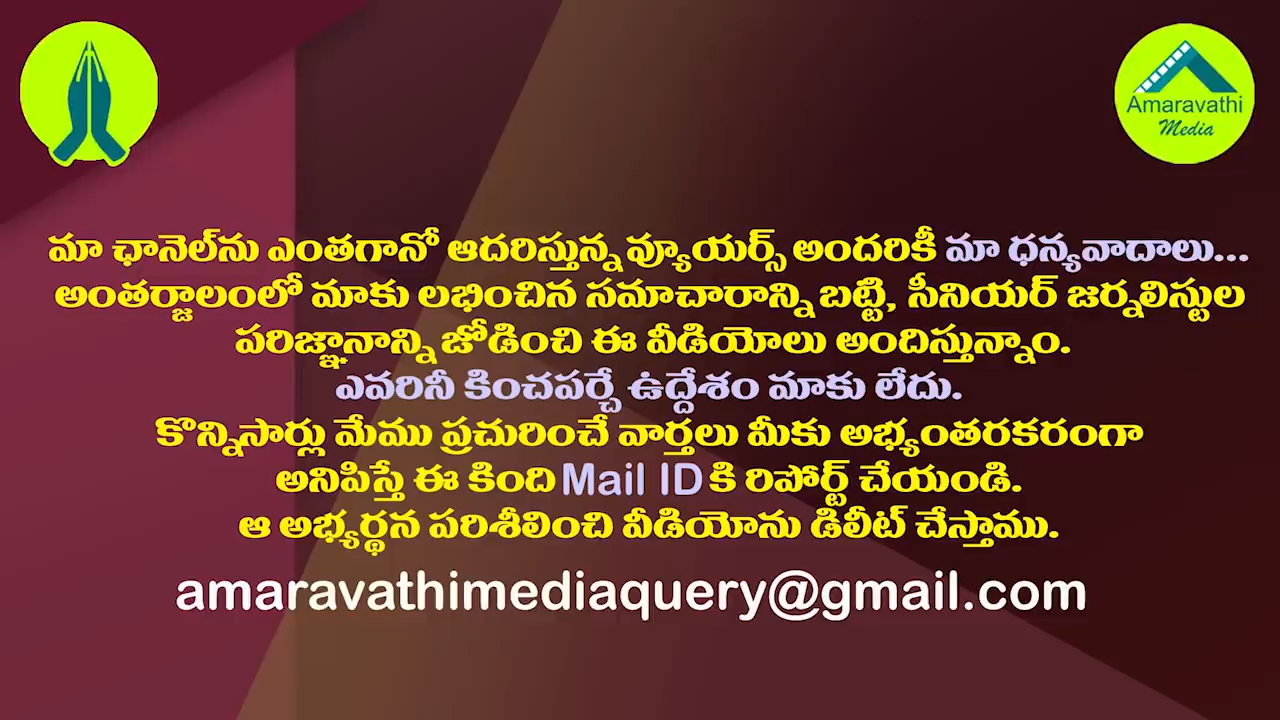 Amaravathi
Media
మా ఛానెల్‌ను ఎంతగానో ఆదరిస్తున్న వ్యూయర్స్ అందరికీ మా ధన్యవాదాలు...
అంతర్జాలంలో మాకు లభించిన సమాచారాన్ని బట్టి, సీనియర్ జర్నలిస్టుల
పరిజ్ఞానాన్ని జోడించి ఈ వీడియోలు అందిస్తున్నాం.
ఎవరినీ కించపర్చే ఉద్దేశం మాకు లేదు.
కొన్నిసార్లు మేము ప్రచురించే వార్తలు మీకు అభ్యంతరకరంగా
అనిపిస్తే ఈ కింది Mail ID కి రిపోర్ట్ చేయండి.
ఆ అభ్యర్థన పరిశీలించి వీడియోను డిలీట్ చేస్తాము.
amaravathimediaquery@gmail.com